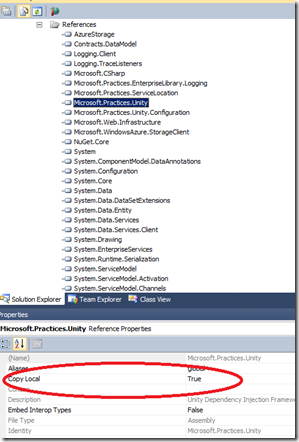 References
AzureStorage
Contracts.DataModel
Logging.Client
Logging.TraceListeners
Microsoft.CSharp
Microsoft.Practices.EnterpriseLibrary.Logging
Microsoft.Practices.ServiceLocation
Microsoft.Practices.Unity
Microsoft.Practices.Unity.Configuration
Microsoft.Web.Infrastructure
Microsoft.WindowsAzure.StorageClient
NuGet.Core
System
System.ComponentModel.DataAnnotations
System.Configuration
System.Core
System.Data
System.Data.DataSetExtensions
System.Data.Entity
System.Data.Services
System.Data.Services.Client
System.Drawing
System.EnterpriseServices
System.Runtime.Serialization
System.ServiceModel
System.ServiceModel.Activation
System.ServiceModel.Channels
Solution Explorer Team Explorer Class View
Properties
Microsoft.Practices.Unity Reference Properties
(Name) Microsoft.Practices.Unity
Aliases global
Copy Local True
Description Unity Dependency Injection Framew
Embed Interop Types False
File Type Assembly
Identity Microsoft.Practices.Unity